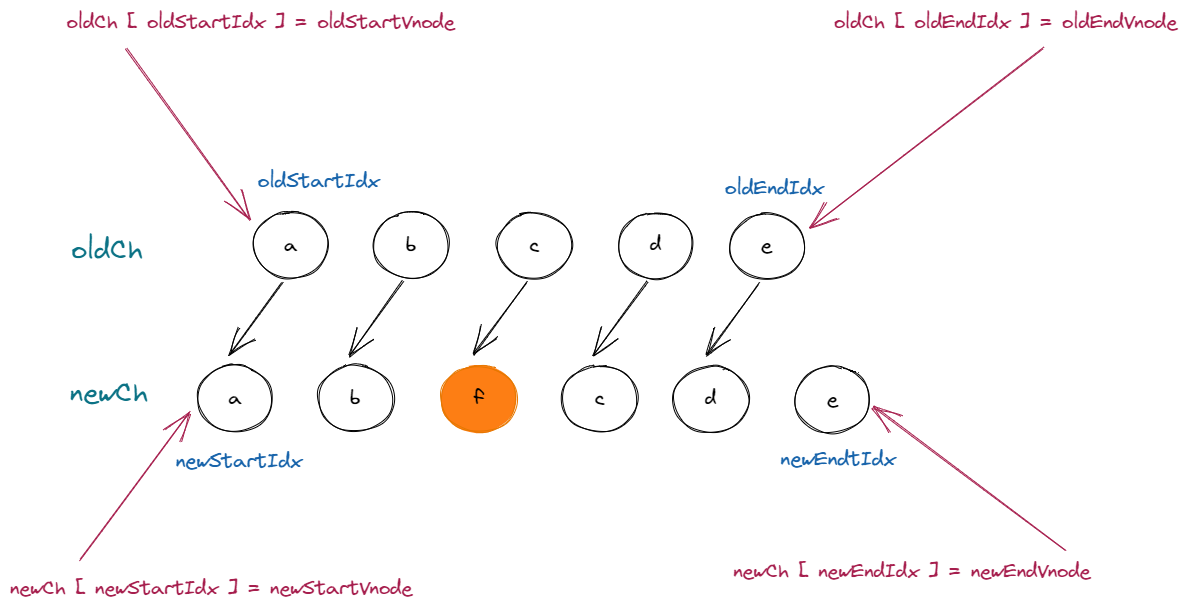 oldCh [ oldStartIdx ] = oldStartVnode
oldCh [ oldEndIdx ] = oldEndVnode
oldStartIdx
oldEndIdx
oldCh
a
b
c
d
e
newCh
a
b
f
c
d
e
newStartIdx
newEndtIdx
newCh [ newStartIdx ] = newStartVnode
newCh [ newEndIdx ] = newEndVnode